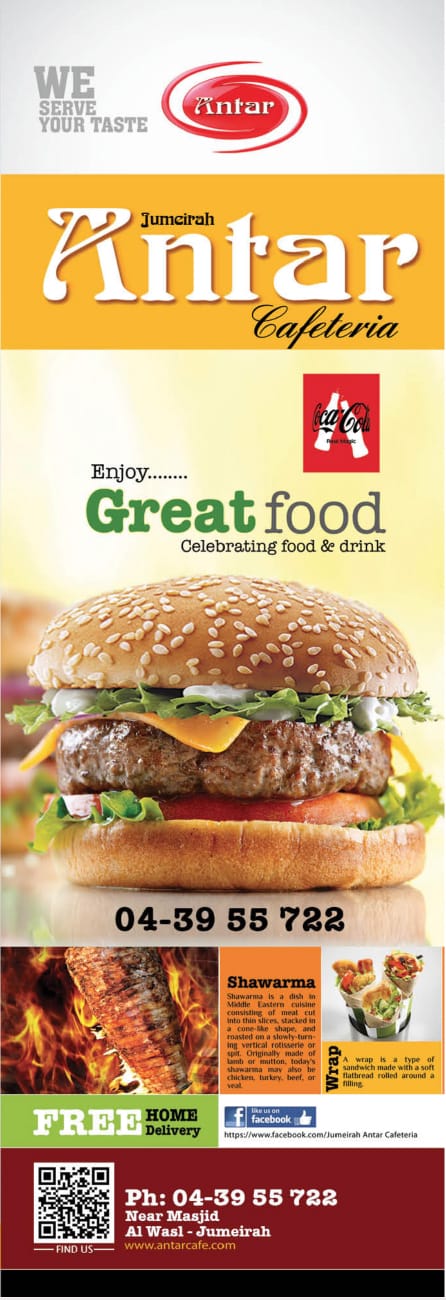 WE
SERVE
YOUR TASTE
Antar
Jumeirah
Antar
Cafeteria
Coca-Cola
Real Magic
Enjoy........
Great food
Celebrating food & drink
04-39 55 722
Shawarma
Shawarma is a dish in
Middle Eastern cuisine
consisting of meat cut
into thin slices, stacked in
a cone-like shape, and
roasted on a slowly-turn-
ing vertical rotisserie or
spit. Originally made of
lamb or mutton, today's
shawarma may also be
chicken, turkey, beef, or
veal.
Wrap
A wrap is a type of
sandwich made with a soft
flatbread rolled around a
filling.
FREE HOME
Delivery
f like us on
facebook
https://www.facebook.com/Jumeirah Antar Cafeteria
FIND US
Ph: 04-39 55 722
Near Masjid
Al Wasl - Jumeirah
www.antarcafe.com